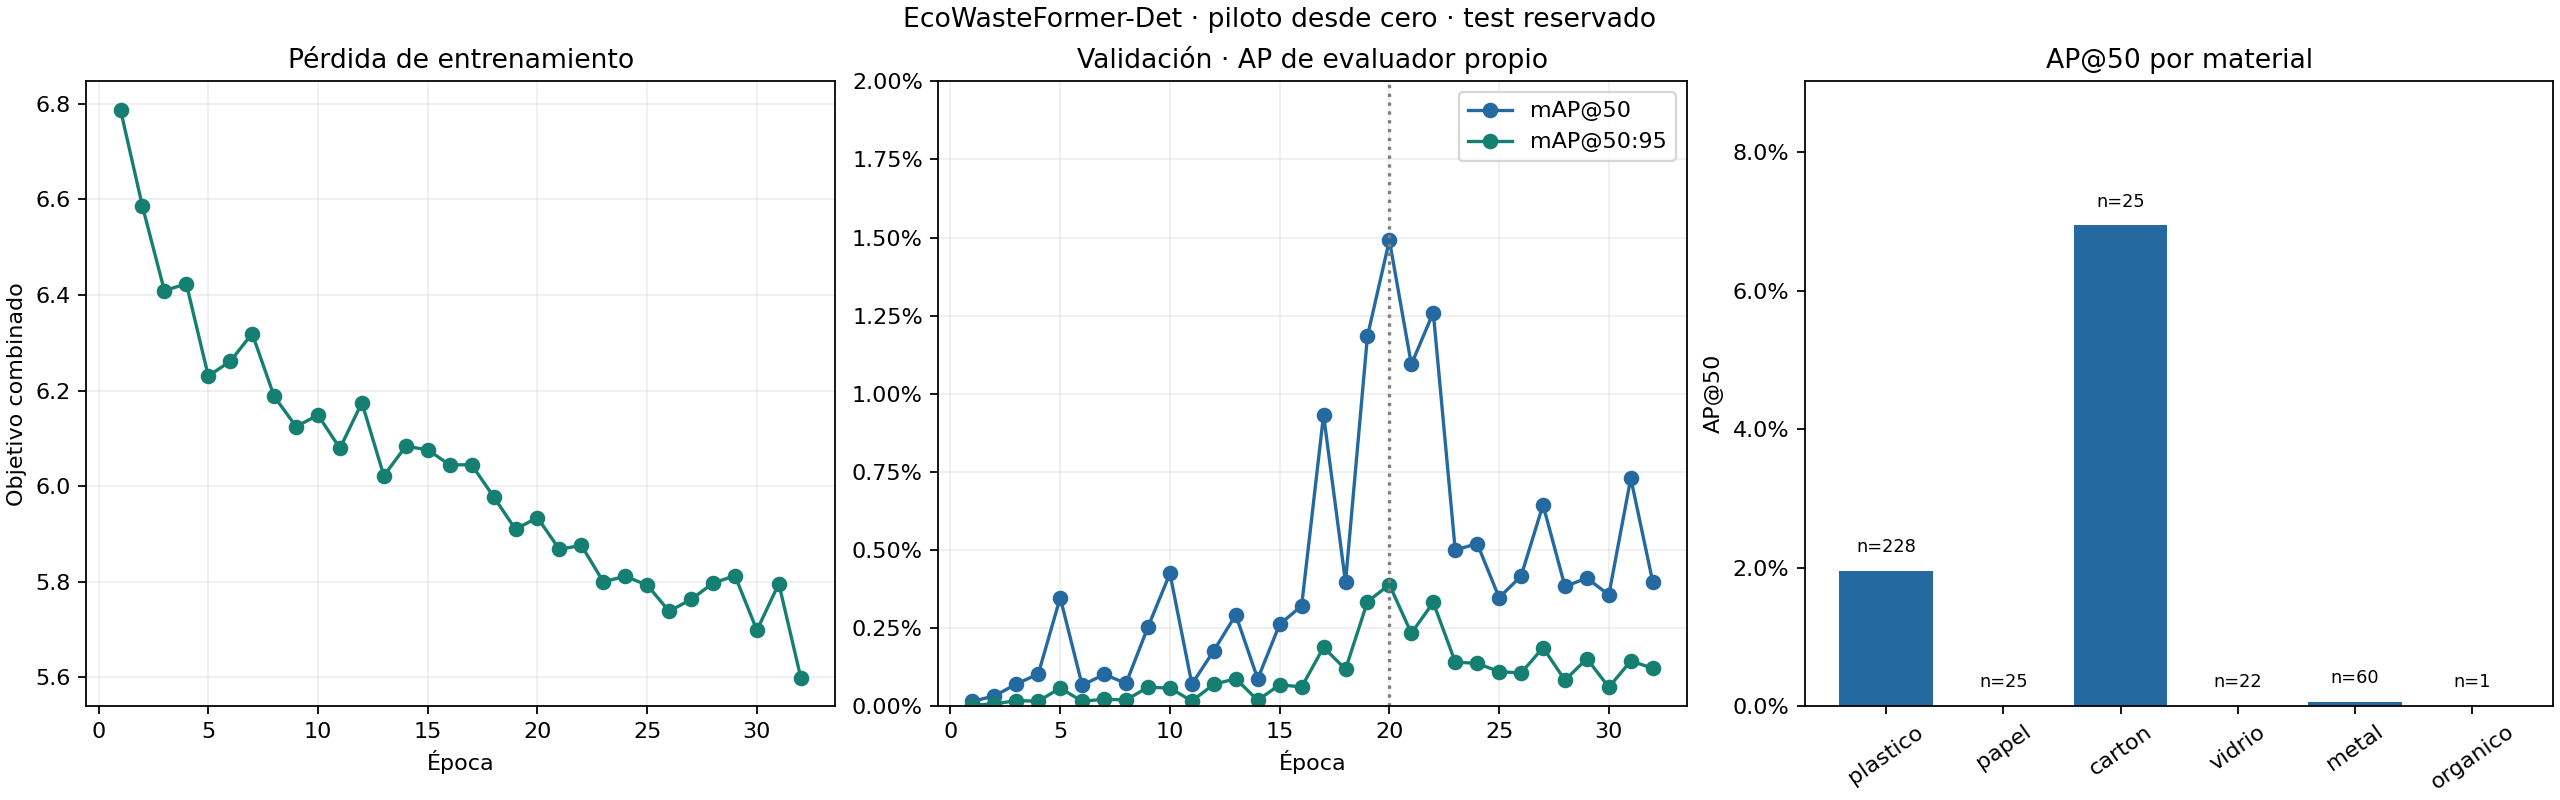 EcoWasteFormer-Det · piloto desde cero · test reservado
Pérdida de entrenamiento
Objetivo combinado
6.8
6.6
6.4
6.2
6.0
5.8
5.6
0 5 10 15 20 25 30
Época
Validación · AP de evaluador propio
mAP@50
mAP@50:95
2.00%
1.75%
1.50%
1.25%
1.00%
0.75%
0.50%
0.25%
0.00%
0 5 10 15 20 25 30
Época
AP@50 por material
AP@50
8.0%
6.0%
4.0%
2.0%
0.0%
n=228
n=25
n=25
n=22
n=60
n=1
plastico
papel
carton
vidrio
metal
organico